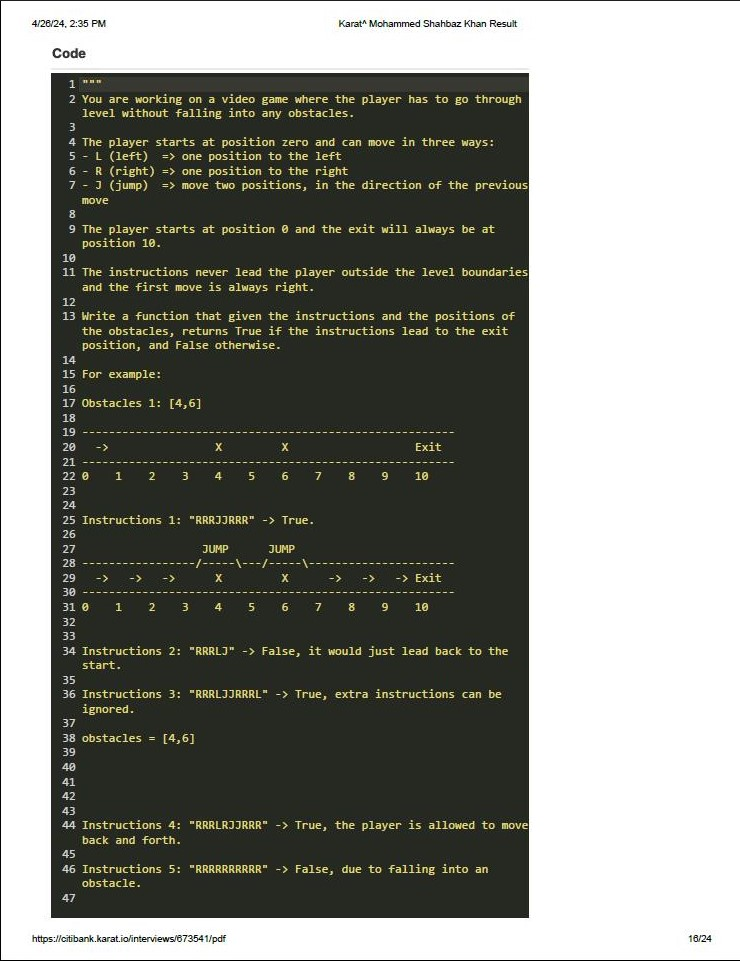 4/26/24, 2:35 PM Karat^ Mohammed Shahbaz Khan Result
Code
1 """
2 You are working on a video game where the player has to go through
level without falling into any obstacles.
3
4 The player starts at position zero and can move in three ways:
5 - L (left)  => one position to the left
6 - R (right) => one position to the right
7 - J (jump)  => move two positions, in the direction of the previous
move
8
9 The player starts at position 0 and the exit will always be at
position 10.
10
11 The instructions never lead the player outside the level boundaries
and the first move is always right.
12
13 Write a function that given the instructions and the positions of
the obstacles, returns True if the instructions lead to the exit
position, and False otherwise.
14
15 For example:
16
17 Obstacles 1: [4,6]
18
19 --------------------------------------------------------
20   ->                X         X                   Exit
21 --------------------------------------------------------
22 0    1    2    3    4    5    6    7    8    9    10
23
24
25 Instructions 1: "RRRJJRRR" -> True.
26
27                   JUMP      JUMP
28 -----------------/-----\---/-----\----------------------
29   ->   ->   ->      X         X      ->   ->   -> Exit
30 --------------------------------------------------------
31 0    1    2    3    4    5    6    7    8    9    10
32
33
34 Instructions 2: "RRRLJ" -> False, it would just lead back to the
start.
35
36 Instructions 3: "RRRLJJRRRL" -> True, extra instructions can be
ignored.
37
38 obstacles = [4,6]
39
40
41
42
43
44 Instructions 4: "RRRLRJJRRR" -> True, the player is allowed to move
back and forth.
45
46 Instructions 5: "RRRRRRRRRR" -> False, due to falling into an
obstacle.
47
https://citibank.karat.io/interviews/673541/pdf 16/24